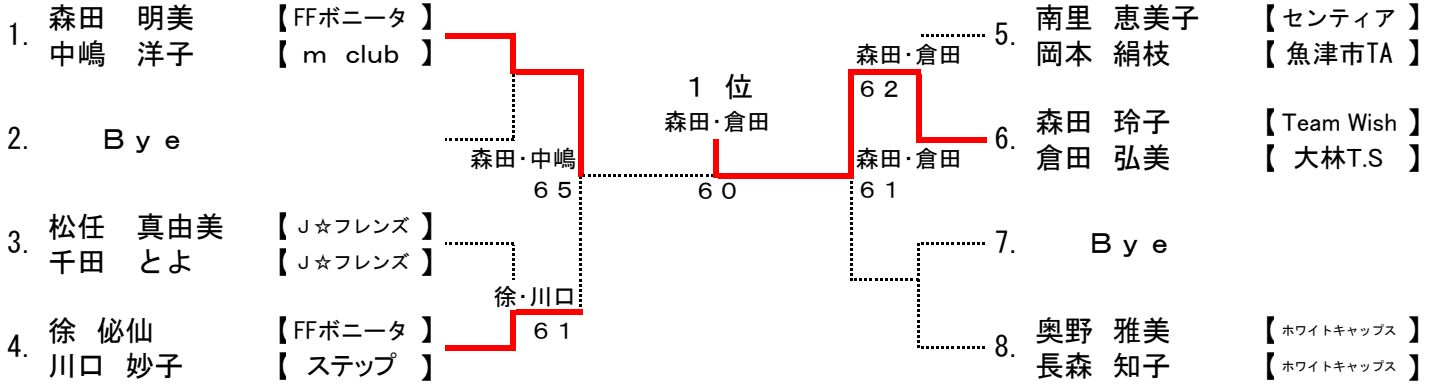 1. 森田 明美 【 FFボニータ 】
中嶋 洋子 【 m club 】
2. Bye
森田・中嶋
65
3. 松任 真由美 【 J☆フレンズ 】
千田 とよ 【 J☆フレンズ 】
徐・川口
61
4. 徐 佖仙 【 FFボニータ 】
川口 妙子 【 ステップ 】
1 位
森田・倉田
60
5. 南里 恵美子 【 センティア 】
岡本 絹枝 【 魚津市TA 】
森田・倉田
62
6. 森田 玲子 【 Team Wish 】
倉田 弘美 【 大林T.S 】
森田・倉田
61
7. Bye
8. 奥野 雅美 【 ホワイトキャップス 】
長森 知子 【 ホワイトキャップス 】